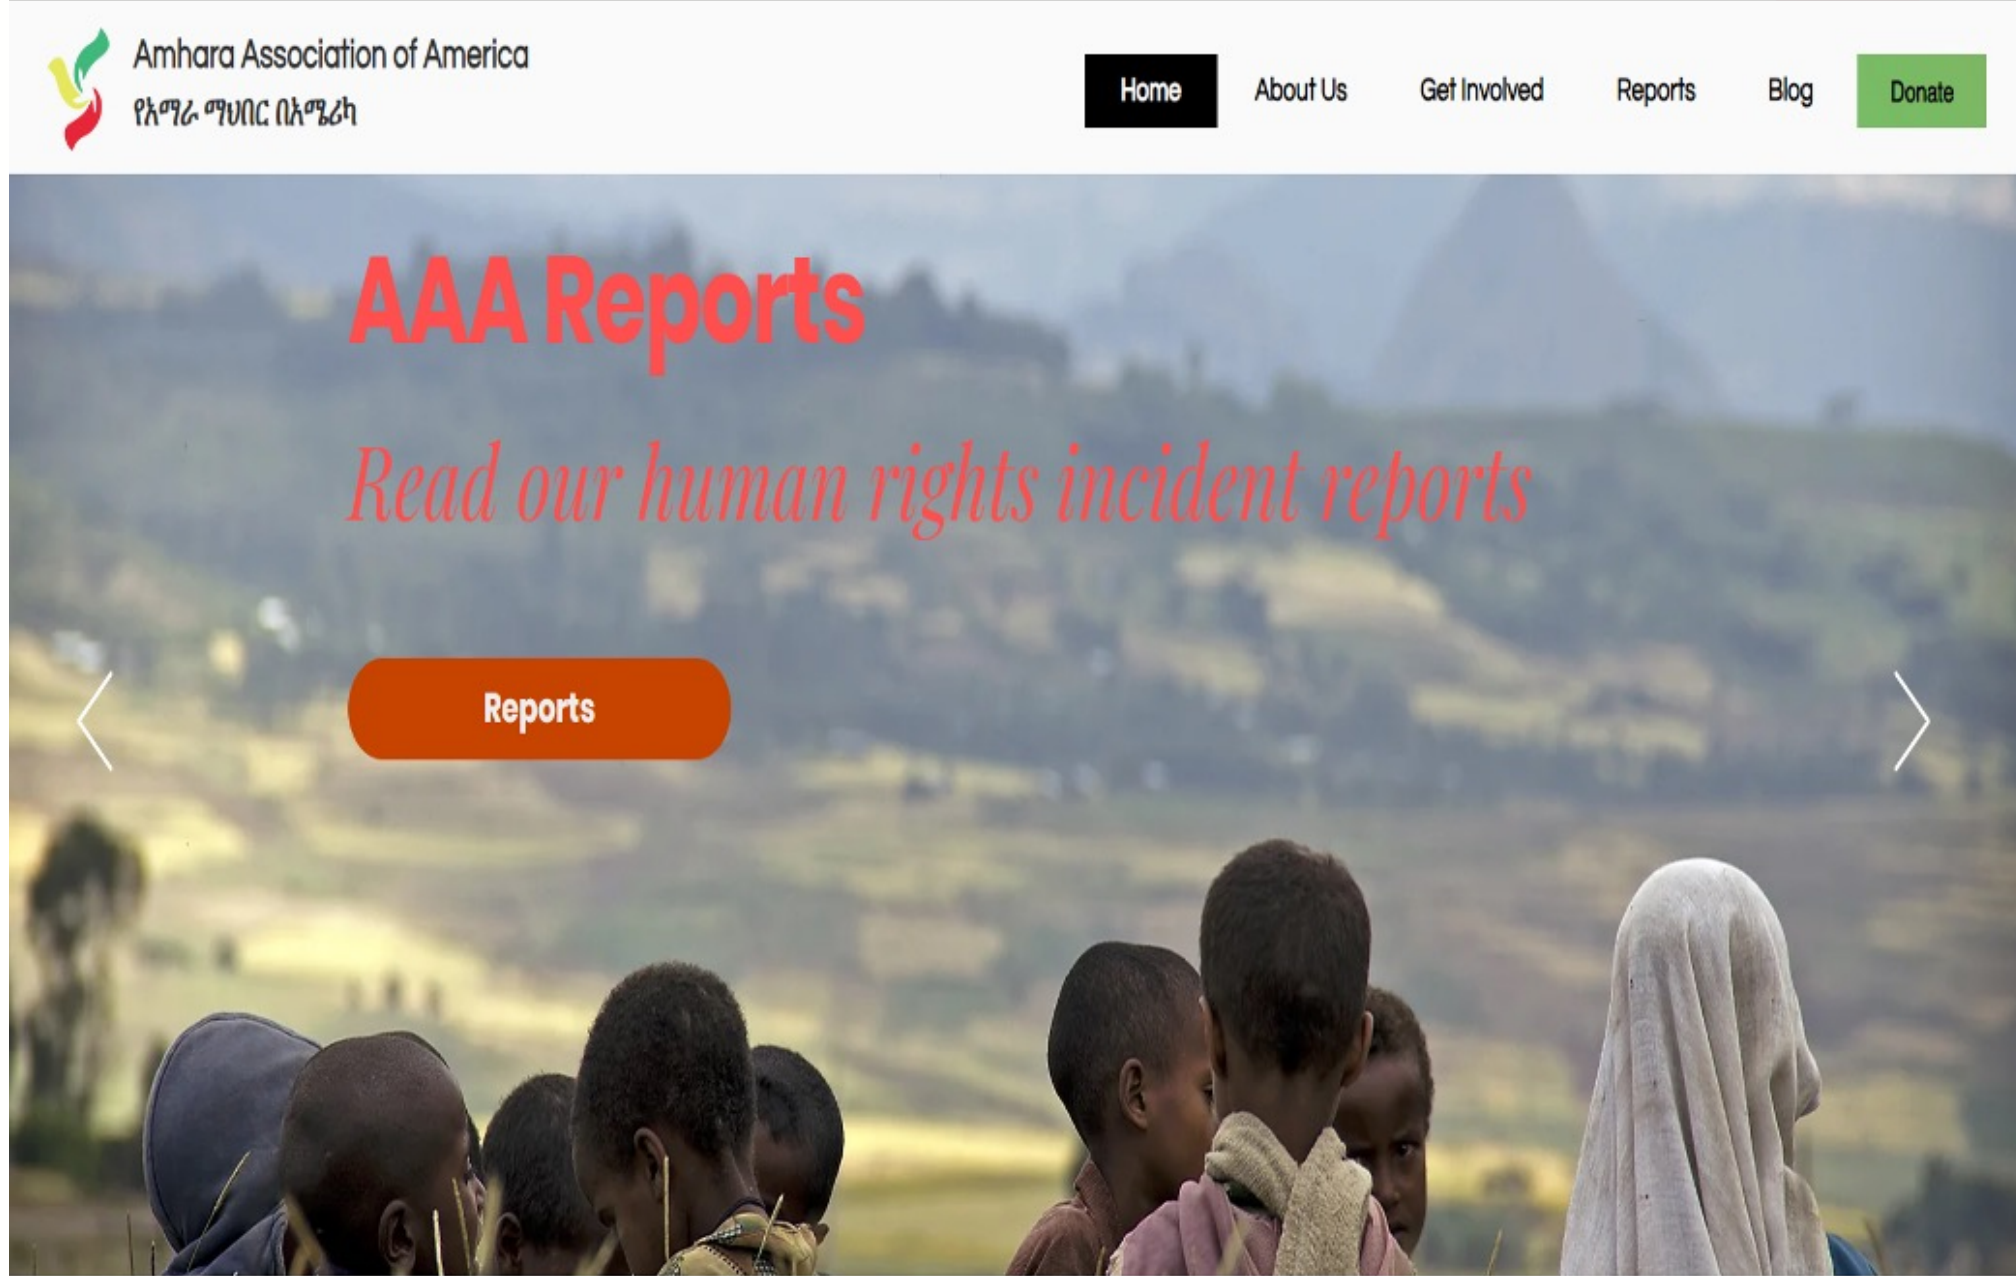 Amhara Association of America
የአማራ ማህበር በአሜሪካ
Home About Us Get Involved Reports Blog Donate
AAA Reports
Read our human rights incident reports
Reports